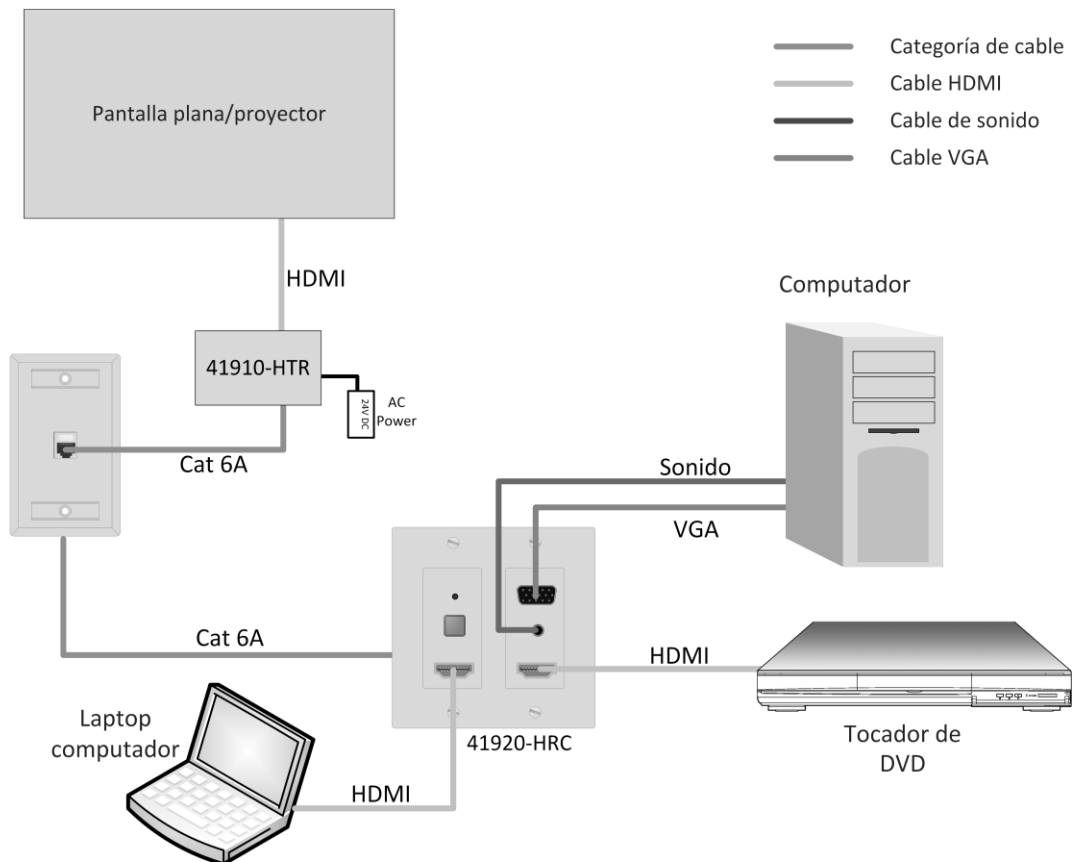 Categoría de cable
Cable HDMI
Cable de sonido
Cable VGA
Pantalla plana/proyector
HDMI
41910-HTR
24V DC
AC
Power
Cat 6A
Computador
Sonido
VGA
Cat 6A
HDMI
41920-HRC
Tocador de
DVD
Laptop
computador
HDMI